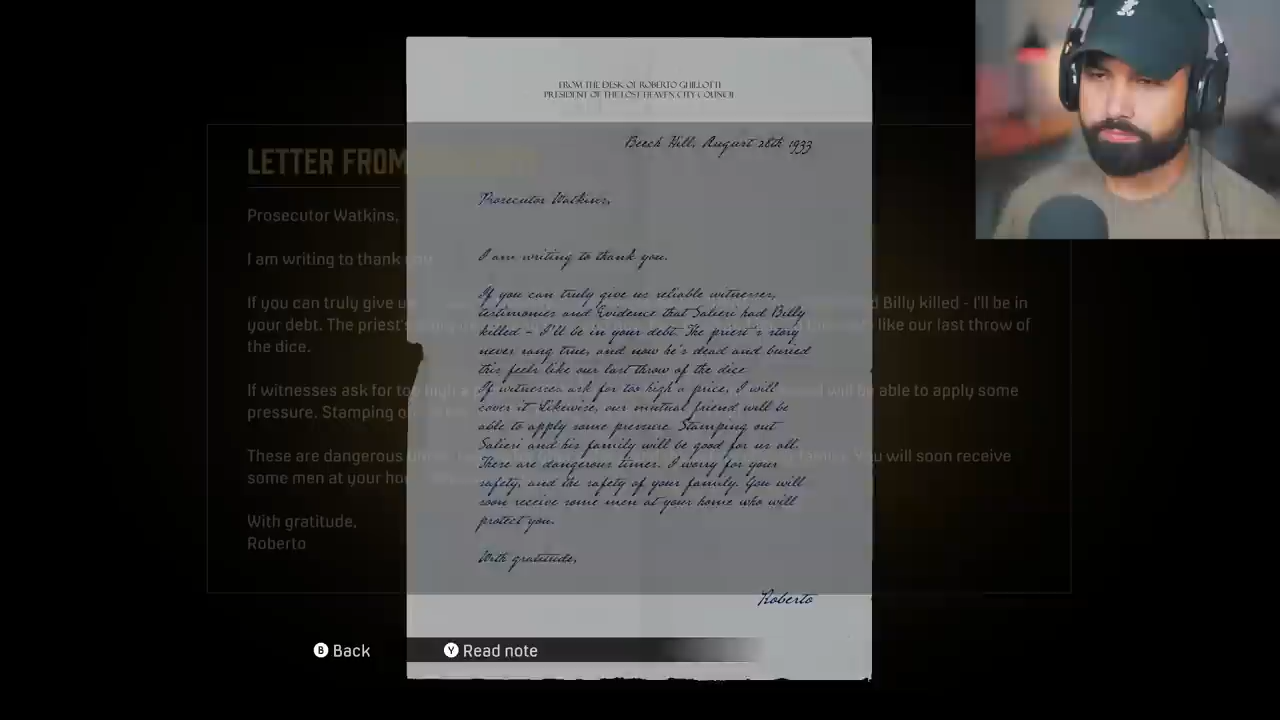 FROM THE DESK OF ROBERTO GHILLOTTI
PRESIDENT OF THE LOST HEAVEN CITY COUNCIL
Beech Hill, August 28th 1933
Prosecutor Watkins,
I am writing to thank you.
If you can truly give us reliable witnesses,
testimonies and Evidence that Salieri had Billy
killed - I'll be in your debt. The priest's story
never rang true, and now he's dead and buried
this feels like our last throw of the dice
If witnesses ask for too high a price, I will
cover it Likewise, our mutual friend will be
able to apply some pressure. Stamping out
Salieri and his family will be good for us all.
These are dangerous times. I worry for your
safety, and the safety of your family. You will
soon receive some men at your home who will
protect you.
With gratitude,
Roberto
LETTER FROM
Prosecutor Watkins,
I am writing to thank you
If you can truly give us d Billy killed - I'll be in
your debt. The priest's like our last throw of
the dice.
If witnesses ask for too high a will be able to apply some
pressure. Stamping
These are dangerous You will soon receive
some men at your
With gratitude,
Roberto
B Back
Y Read note